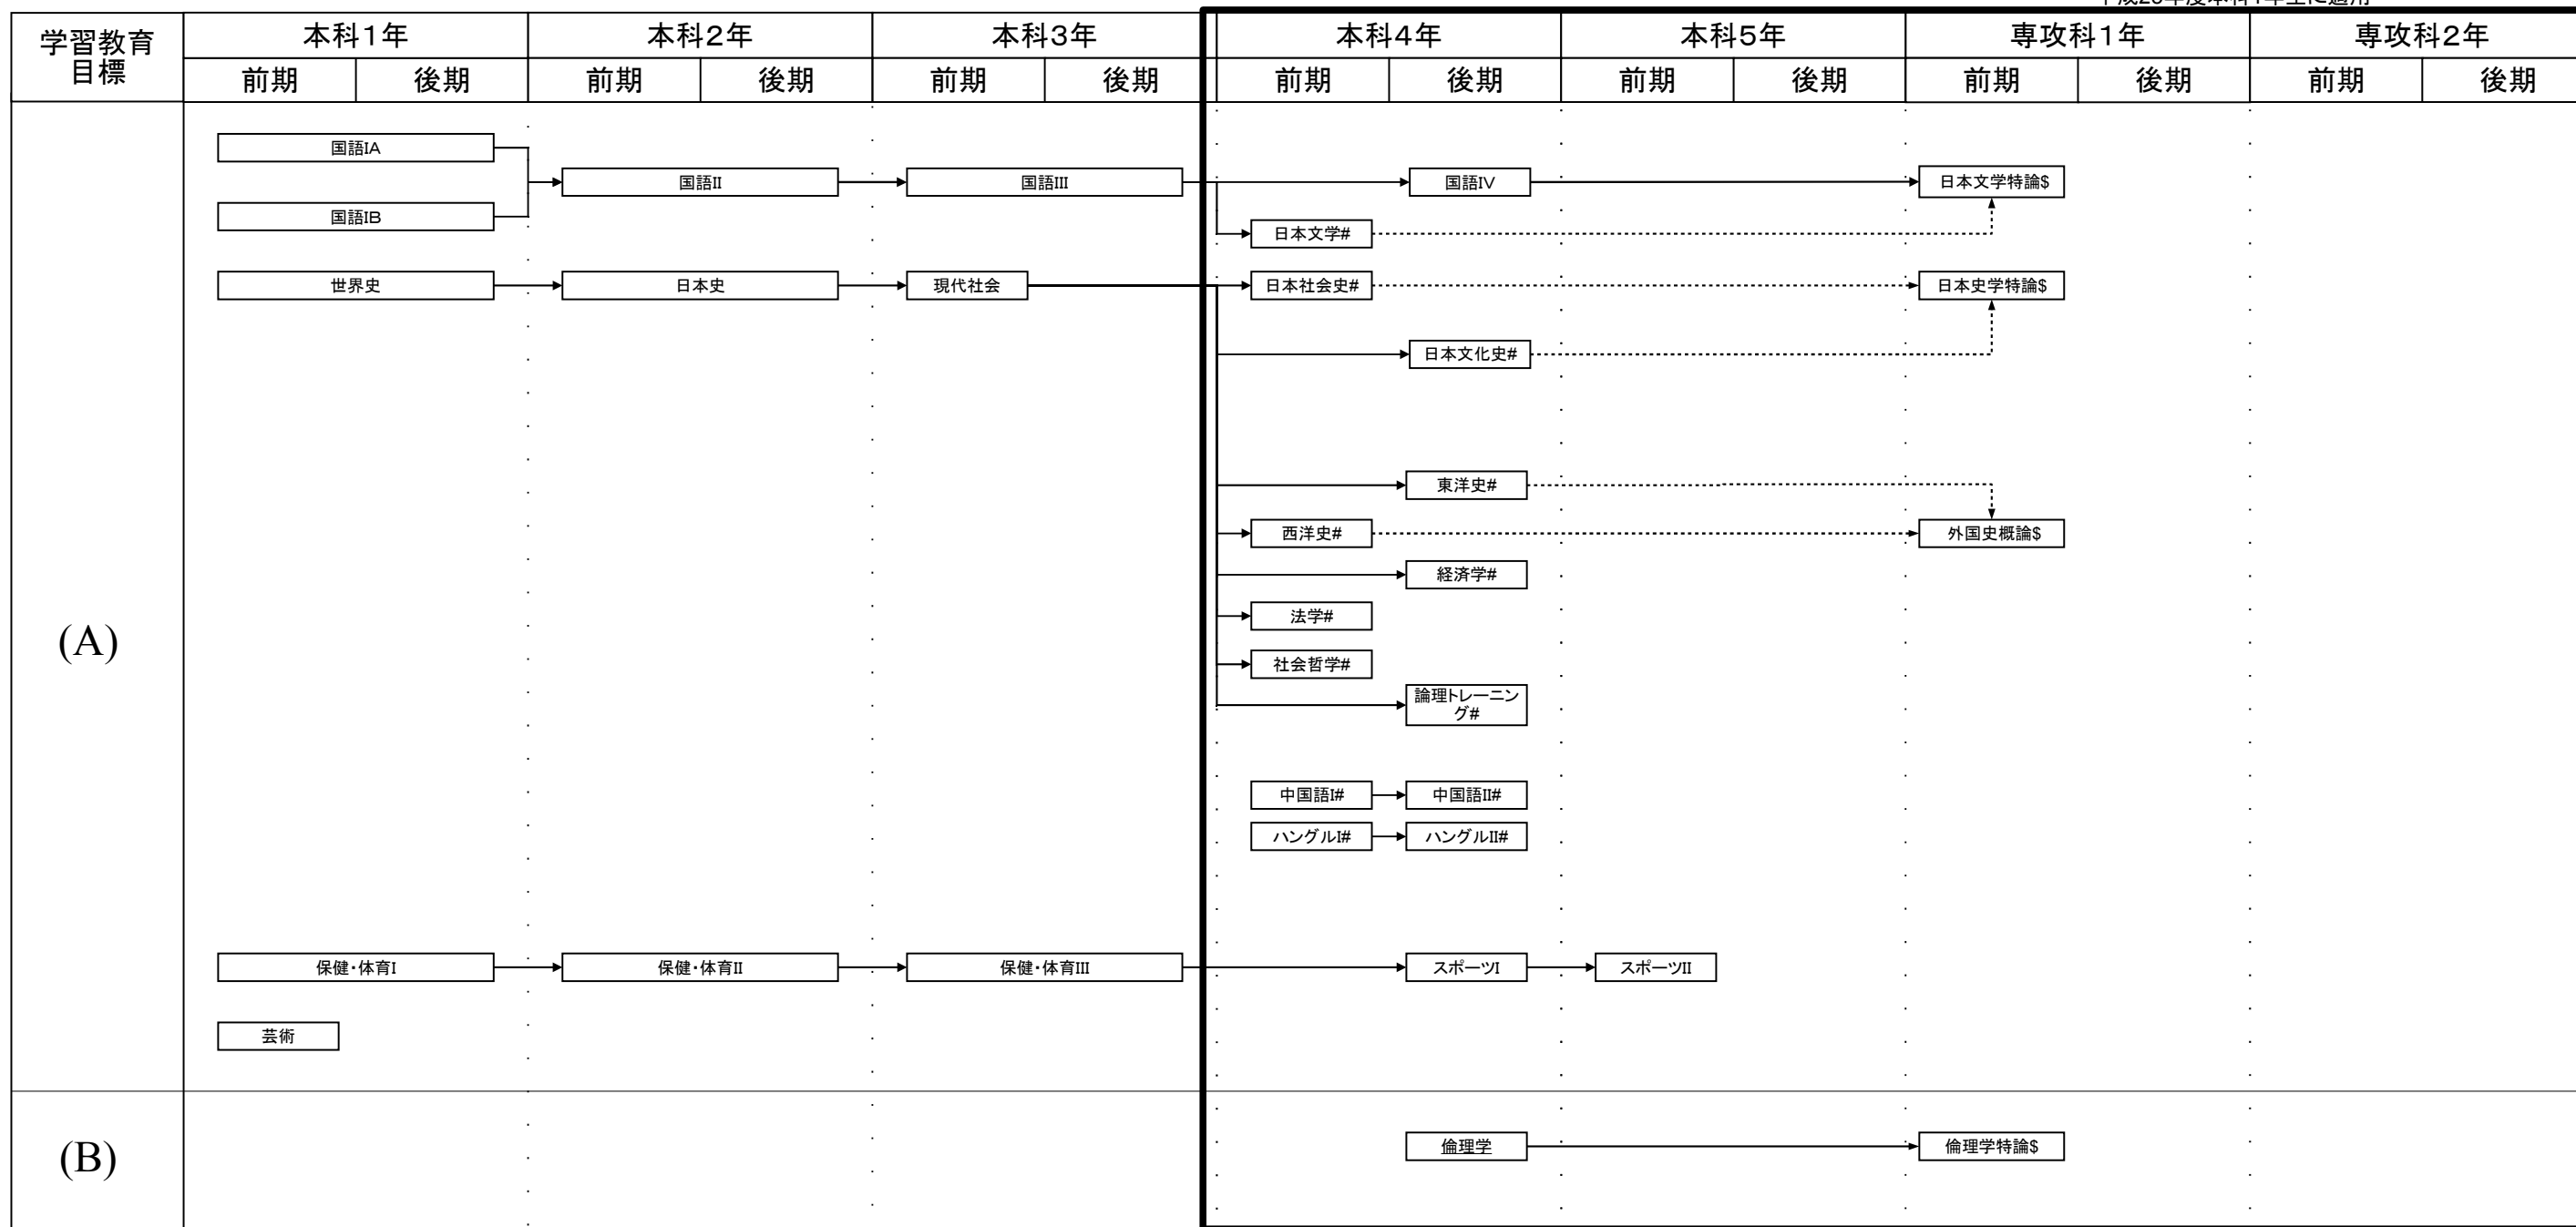 学習教育
目標
本科1年
本科2年
本科3年
本科4年
本科5年
専攻科1年
専攻科2年
前期
後期
前期
後期
前期
後期
前期
後期
前期
後期
前期
後期
前期
後期
(A)
国語IA
国語IB
国語II
国語III
国語IV
日本文学特論$
日本文学#
世界史
日本史
現代社会
日本社会史#
日本史学特論$
日本文化史#
東洋史#
西洋史#
外国史概論$
経済学#
法学#
社会哲学#
論理トレーニン
グ#
中国語I#
中国語II#
ハングルI#
ハングルII#
保健・体育I
保健・体育II
保健・体育III
スポーツI
スポーツII
芸術
(B)
倫理学
倫理学特論$